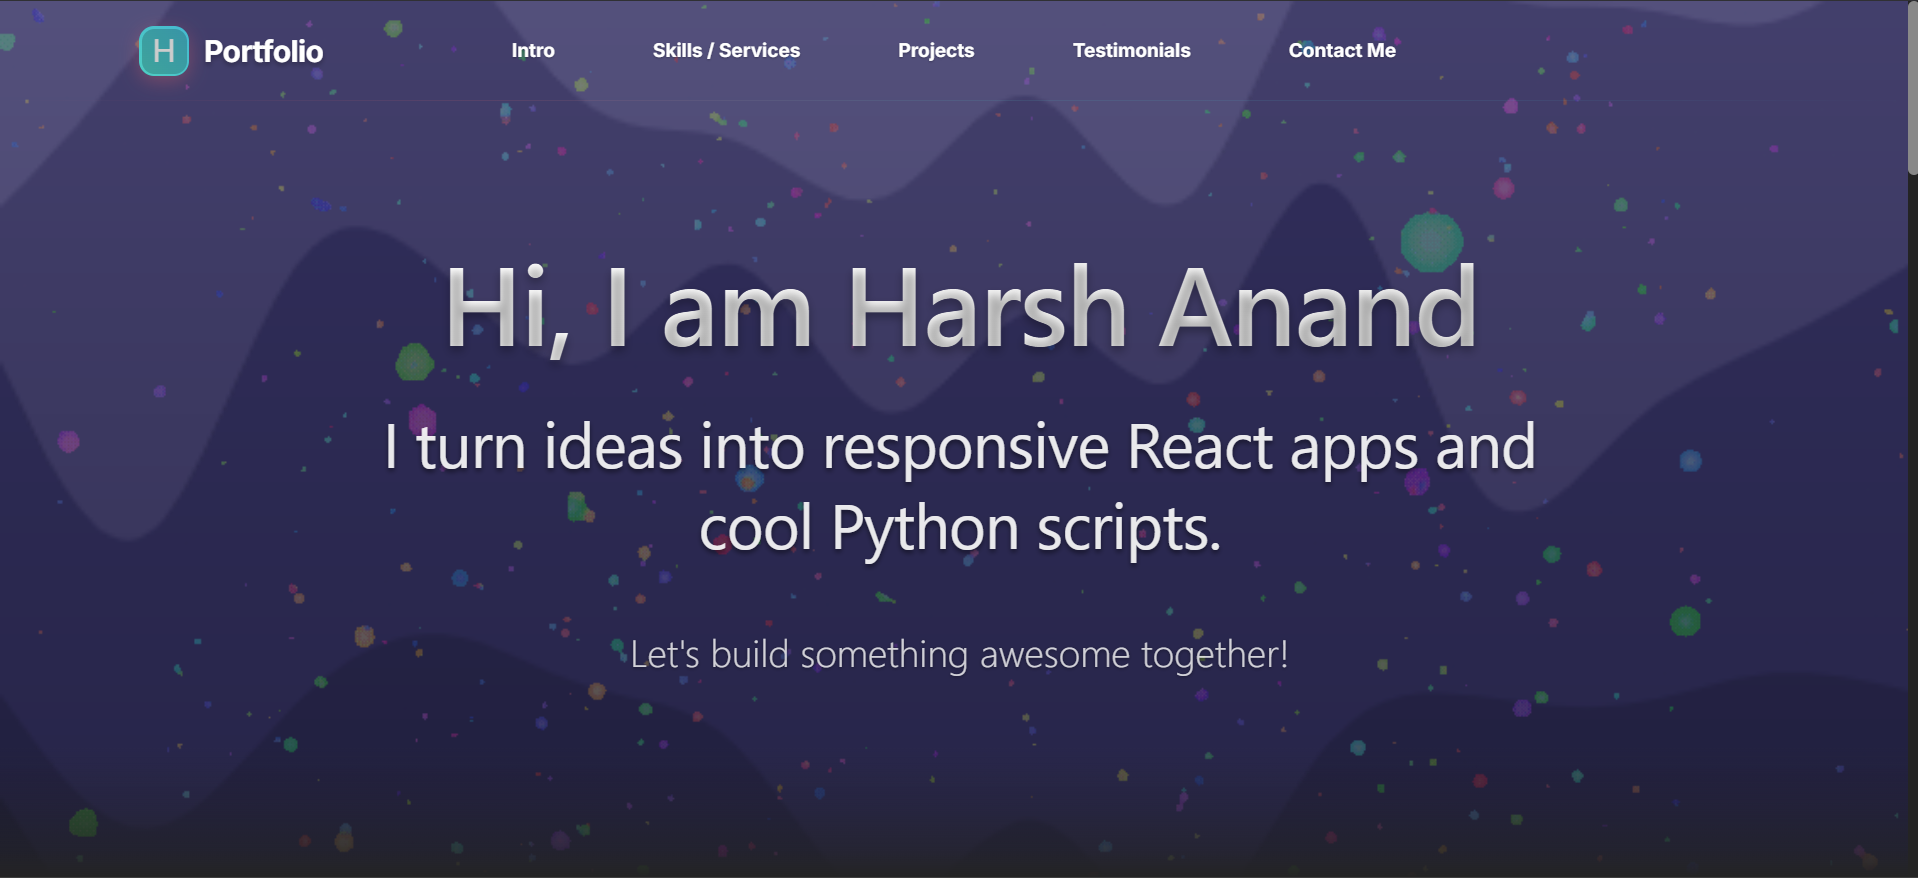 H Portfolio Intro Skills / Services Projects Testimonials Contact Me
Hi, I am Harsh Anand
I turn ideas into responsive React apps and
cool Python scripts.
Let's build something awesome together!